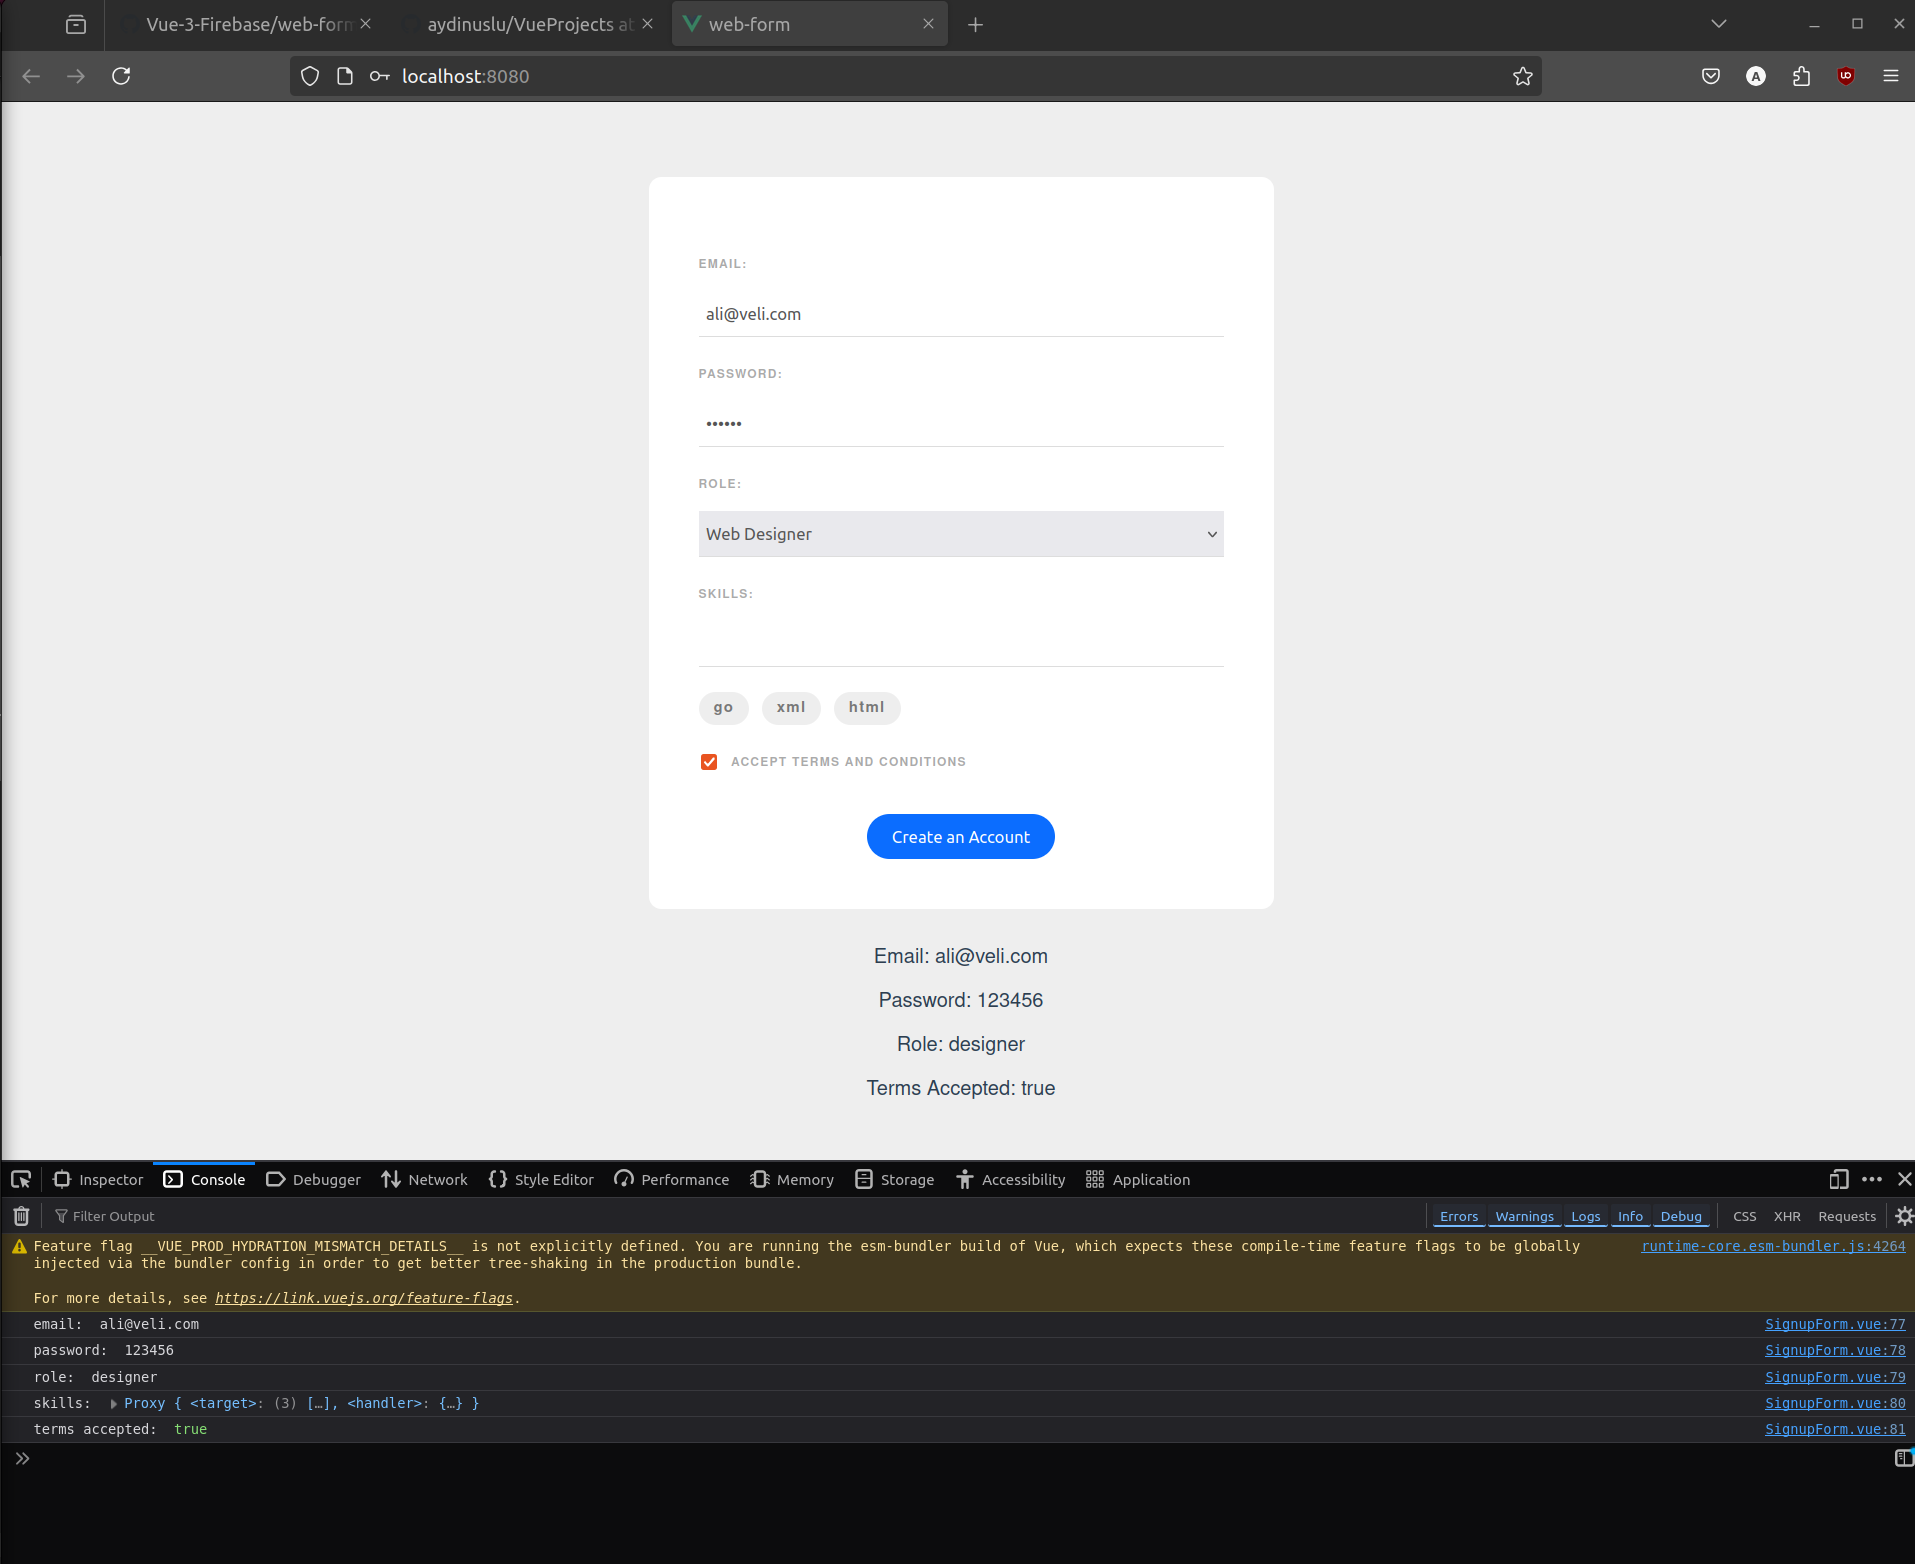 Vue-3-Firebase/web-form
aydinuslu/VueProjects at
web-form
localhost:8080
EMAIL:
ali@veli.com
PASSWORD:
••••••
ROLE:
Web Designer
SKILLS:
go xml html
ACCEPT TERMS AND CONDITIONS
Create an Account
Email: ali@veli.com
Password: 123456
Role: designer
Terms Accepted: true
Inspector Console Debugger Network Style Editor Performance Memory Storage Accessibility Application
Filter Output Errors Warnings Logs Info Debug CSS XHR Requests
Feature flag __VUE_PROD_HYDRATION_MISMATCH_DETAILS__ is not explicitly defined. You are running the esm-bundler build of Vue, which expects these compile-time feature flags to be globally runtime-core.esm-bundler.js:4264
injected via the bundler config in order to get better tree-shaking in the production bundle.
For more details, see https://link.vuejs.org/feature-flags.
email: ali@veli.com SignupForm.vue:77
password: 123456 SignupForm.vue:78
role: designer SignupForm.vue:79
skills: Proxy { <target>: (3) […], <handler>: {…} } SignupForm.vue:80
terms accepted: true SignupForm.vue:81